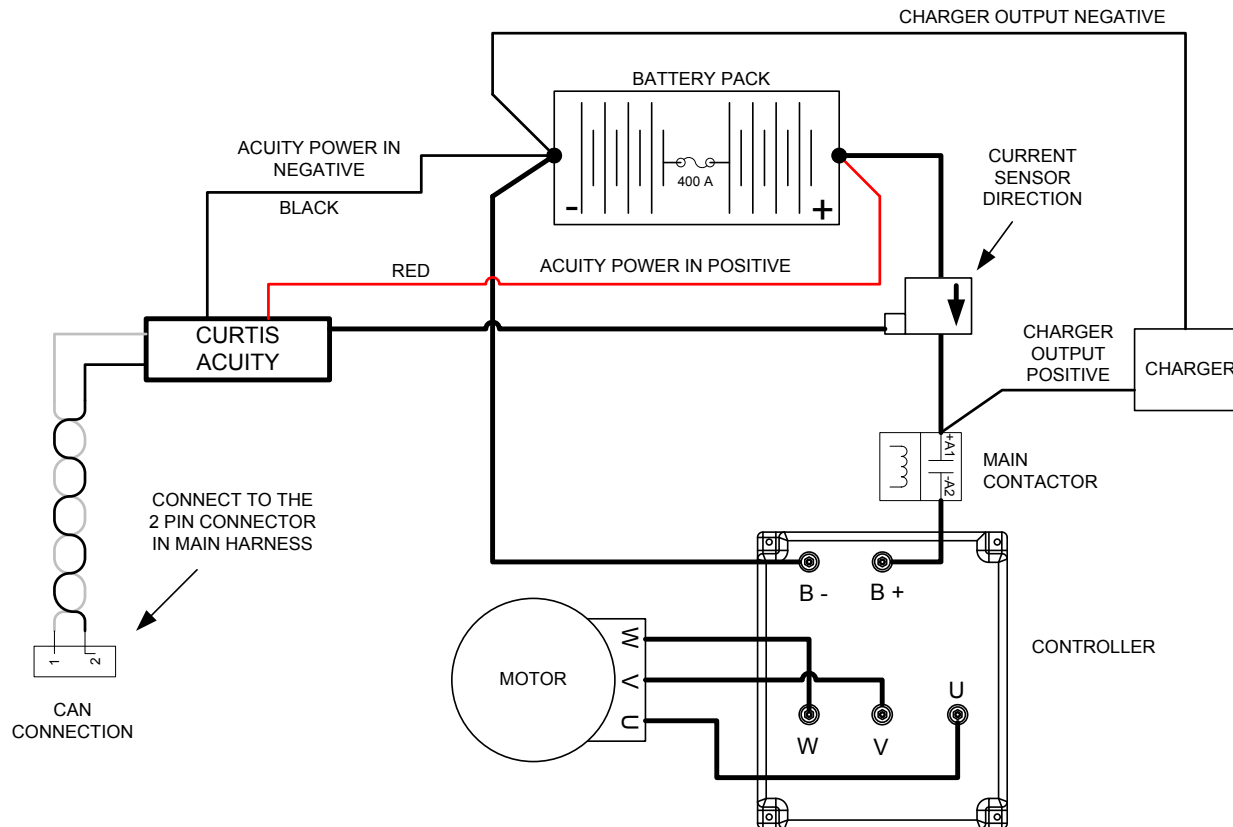 CHARGER OUTPUT NEGATIVE
BATTERY PACK
ACUITY POWER IN
NEGATIVE
BLACK
400 A
-
+
CURRENT
SENSOR
DIRECTION
RED
ACUITY POWER IN POSITIVE
CURTIS
ACUITY
CHARGER
OUTPUT
POSITIVE
CHARGER
+A1
-A2
MAIN
CONTACTOR
CONNECT TO THE
2 PIN CONNECTOR
IN MAIN HARNESS
B -
B +
1
2
CAN
CONNECTION
MOTOR
W
V
U
CONTROLLER
U
W
V